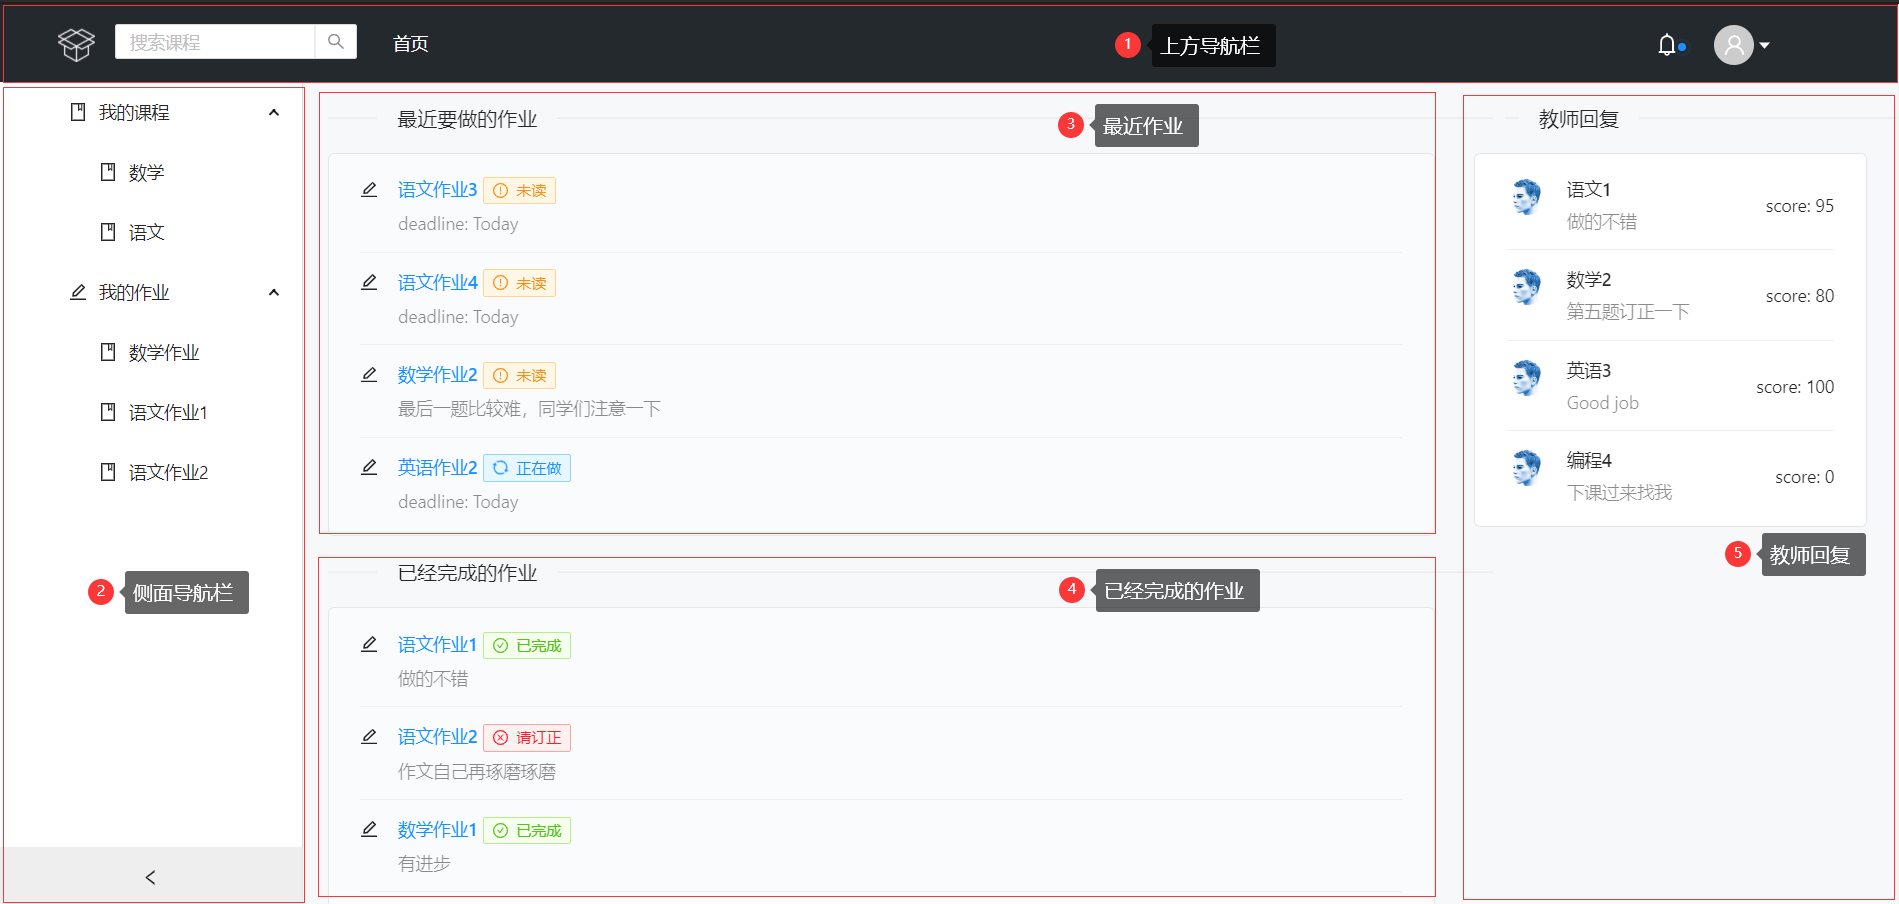 搜索课程
首页
1 上方导航栏
我的课程
数学
语文
我的作业
数学作业
语文作业1
语文作业2
2 侧面导航栏
最近要做的作业
3 最近作业
语文作业3 未读
deadline: Today
语文作业4 未读
deadline: Today
数学作业2 未读
最后一题比较难，同学们注意一下
英语作业2 正在做
deadline: Today
已经完成的作业
4 已经完成的作业
语文作业1 已完成
做的不错
语文作业2 请订正
作文自己再琢磨琢磨
数学作业1 已完成
有进步
教师回复
语文1
做的不错
score: 95
数学2
第五题订正一下
score: 80
英语3
Good job
score: 100
编程4
下课过来找我
score: 0
5 教师回复